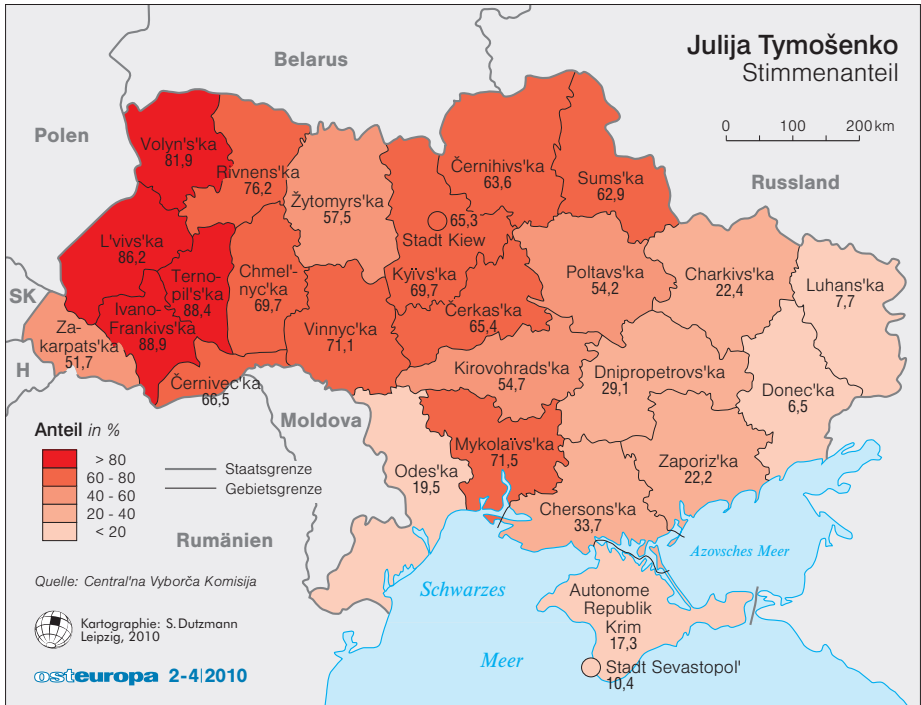 Julija Tymošenko
Stimmenanteil
0 100 200 km
Belarus
Polen
Russland
SK
H
Moldova
Rumänien
Volyn's'ka
81,9
Rivnens'ka
76,2
Žytomyrs'ka
57,5
Černihivs'ka
63,6
Sums'ka
62,9
65,3
Stadt Kiew
L'vivs'ka
86,2
Terno-
pil's'ka
88,4
Chmel'-
nyc'ka
69,7
Kyïvs'ka
69,7
Poltavs'ka
54,2
Charkivs'ka
22,4
Luhans'ka
7,7
Ivano-
Frankivs'ka
88,9
Za-
karpats'ka
51,7
Vinnyc'ka
71,1
Čerkas'ka
65,4
Černivec'ka
66,5
Kirovohrads'ka
54,7
Dnipropetrovs'ka
29,1
Donec'ka
6,5
Odes'ka
19,5
Mykolaïvs'ka
71,5
Zaporiz'ka
22,2
Chersons'ka
33,7
Azovsches Meer
Schwarzes
Meer
Autonome
Republik
Krim
17,3
Stadt Sevastopol'
10,4
Anteil in %
> 80
60 - 80
40 - 60
20 - 40
< 20
Staatsgrenze
Gebietsgrenze
Quelle: Central'na Vyborča Komisija
Kartographie: S. Dutzmann
Leipzig, 2010
osteuropa 2-4|2010